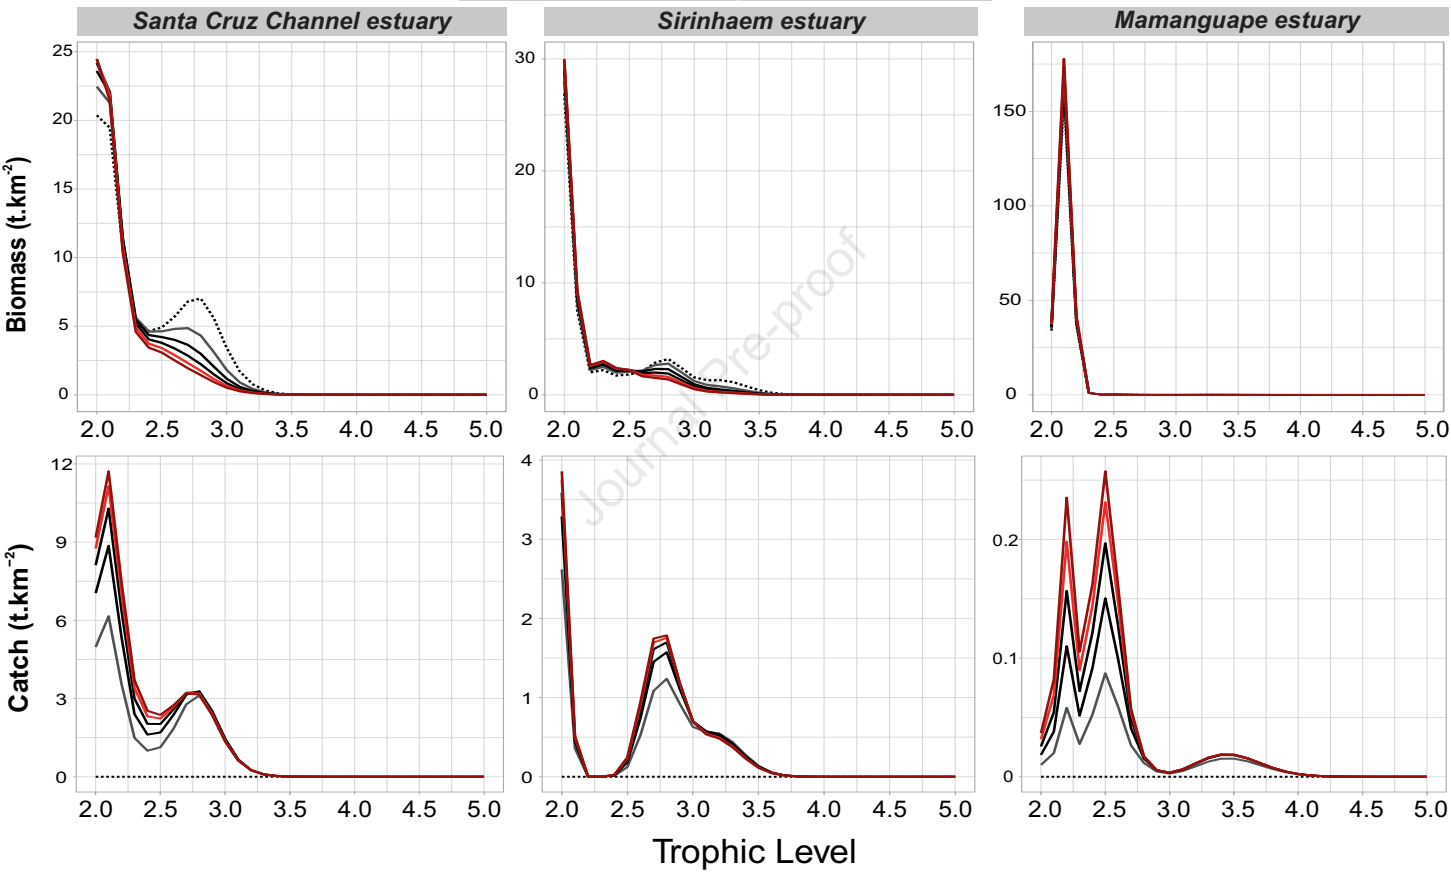 Santa Cruz Channel estuary
Sirinhaem estuary
Mamanguape estuary
Biomass (t.km⁻²)
25
20
15
10
5
0
2.0 2.5 3.0 3.5 4.0 4.5 5.0
30
20
10
0
2.0 2.5 3.0 3.5 4.0 4.5 5.0
150
100
50
0
2.0 2.5 3.0 3.5 4.0 4.5 5.0
Journal Pre-proof
Catch (t.km⁻²)
12
9
6
3
0
2.0 2.5 3.0 3.5 4.0 4.5 5.0
4
3
2
1
0
2.0 2.5 3.0 3.5 4.0 4.5 5.0
0.2
0.1
0
2.0 2.5 3.0 3.5 4.0 4.5 5.0
Trophic Level